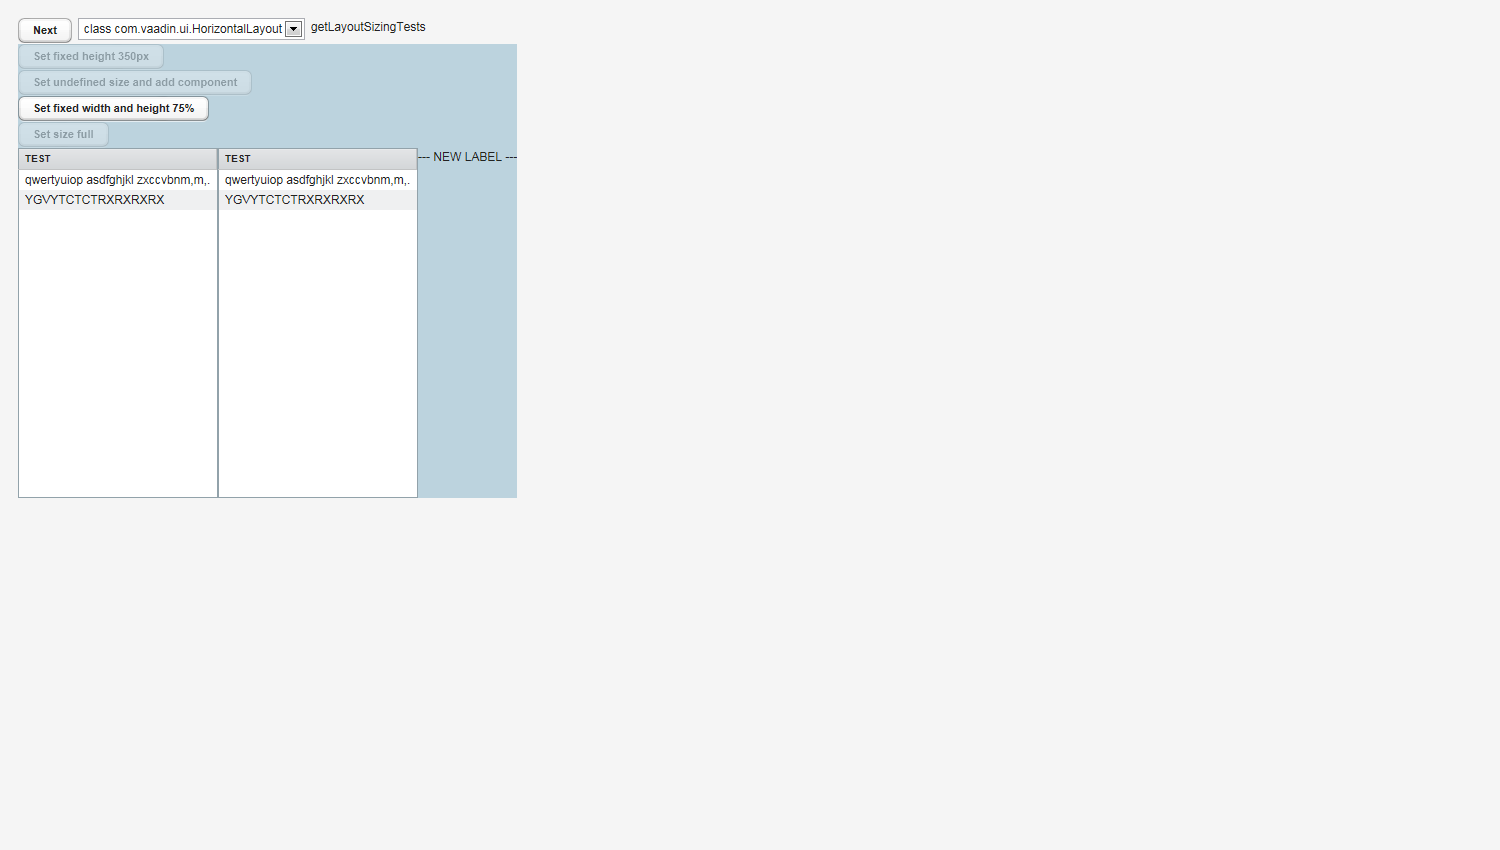 Next class com.vaadin.ui.HorizontalLayout getLayoutSizingTests
Set fixed height 350px
Set undefined size and add component
Set fixed width and height 75%
Set size full
TEST TEST --- NEW LABEL ---
qwertyuiop asdfghjkl zxccvbnm,m,. qwertyuiop asdfghjkl zxccvbnm,m,.
YGVYTCTCTRXRXRXRX YGVYTCTCTRXRXRXRX